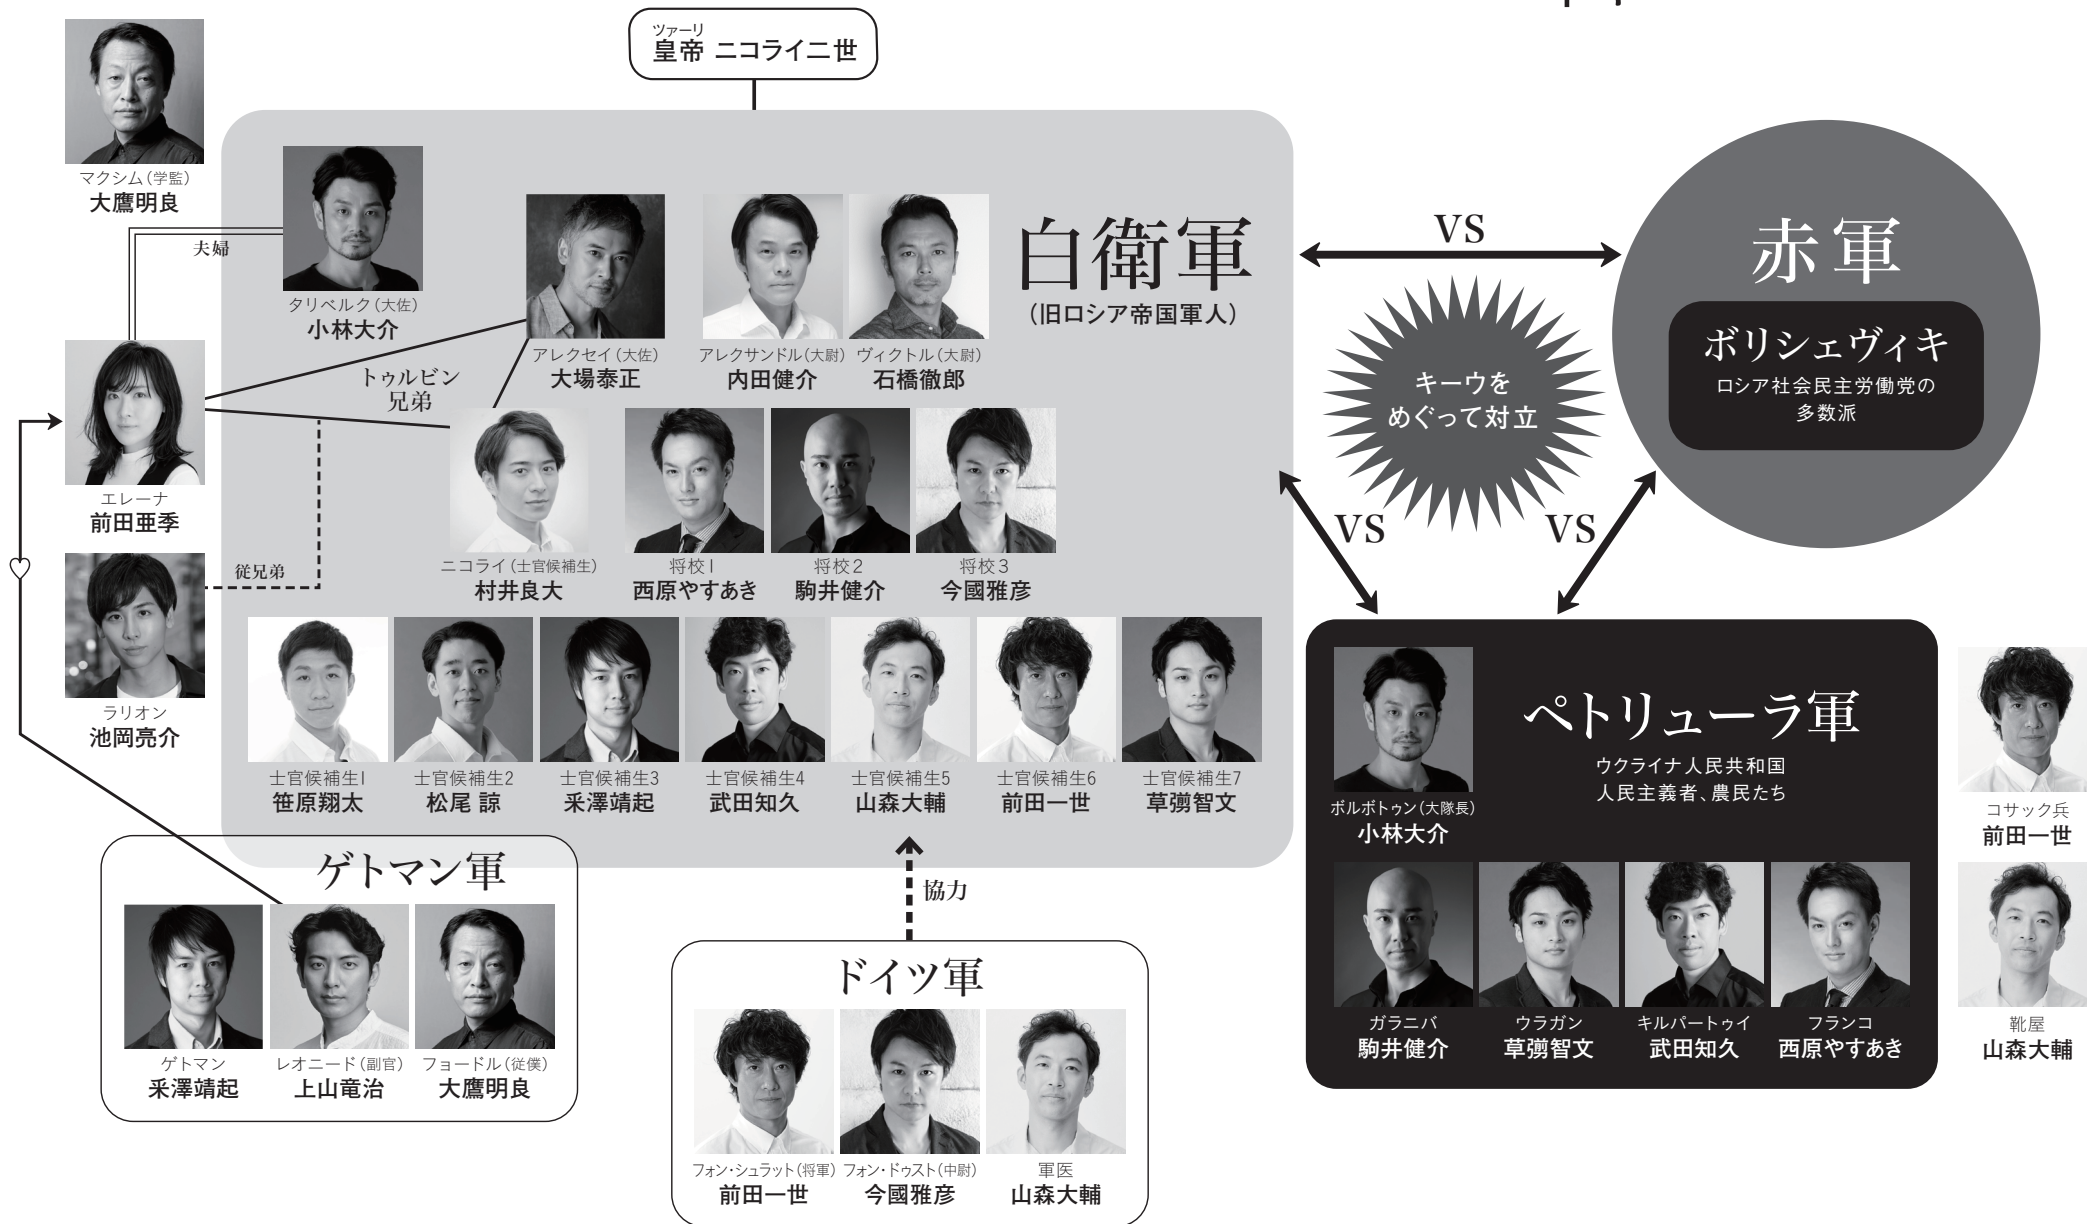 ツァーリ
皇帝 ニコライ二世
マクシム（学監）
大鷹明良
夫婦
タリベルク（大佐）
小林大介
アレクセイ（大佐）
大場泰正
アレクサンドル（大尉）
内田健介
ヴィクトル（大尉）
石橋徹郎
白衛軍
（旧ロシア帝国軍人）
VS
赤軍
ボリシェヴィキ
ロシア社会民主労働党の
多数派
キーウを
めぐって対立
VS
VS
トゥルビン
兄弟
エレーナ
前田亜季
従兄弟
ラリオン
池岡亮介
ニコライ（士官候補生）
村井良大
将校1
西原やすあき
将校2
駒井健介
将校3
今國雅彦
士官候補生1
笹原翔太
士官候補生2
松尾 諒
士官候補生3
采澤靖起
士官候補生4
武田知久
士官候補生5
山森大輔
士官候補生6
前田一世
士官候補生7
草彅智文
ゲトマン軍
ゲトマン
采澤靖起
レオニード（副官）
上山竜治
フョードル（従僕）
大鷹明良
協力
ドイツ軍
フォン・シュラット（将軍）
前田一世
フォン・ドゥスト（中尉）
今國雅彦
軍医
山森大輔
ペトリューラ軍
ウクライナ人民共和国
人民主義者、農民たち
ボルボトゥン（大隊長）
小林大介
ガラニバ
駒井健介
ウラガン
草彅智文
キルパートゥイ
武田知久
フランコ
西原やすあき
コサック兵
前田一世
靴屋
山森大輔